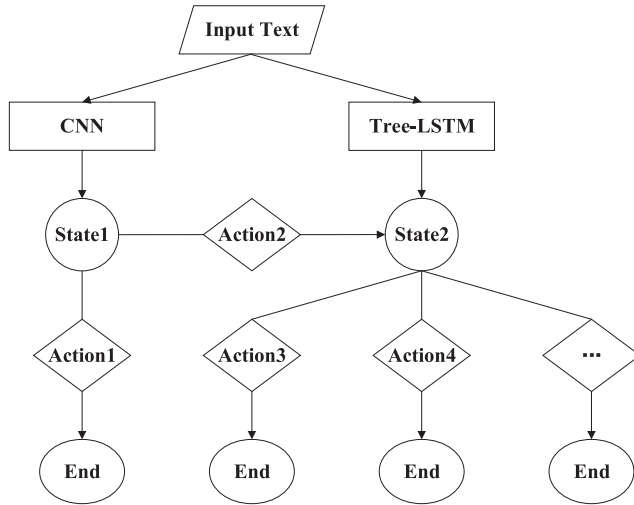 Input Text
CNN
Tree-LSTM
State1
Action2
State2
Action1
Action3
Action4
...
End
End
End
End